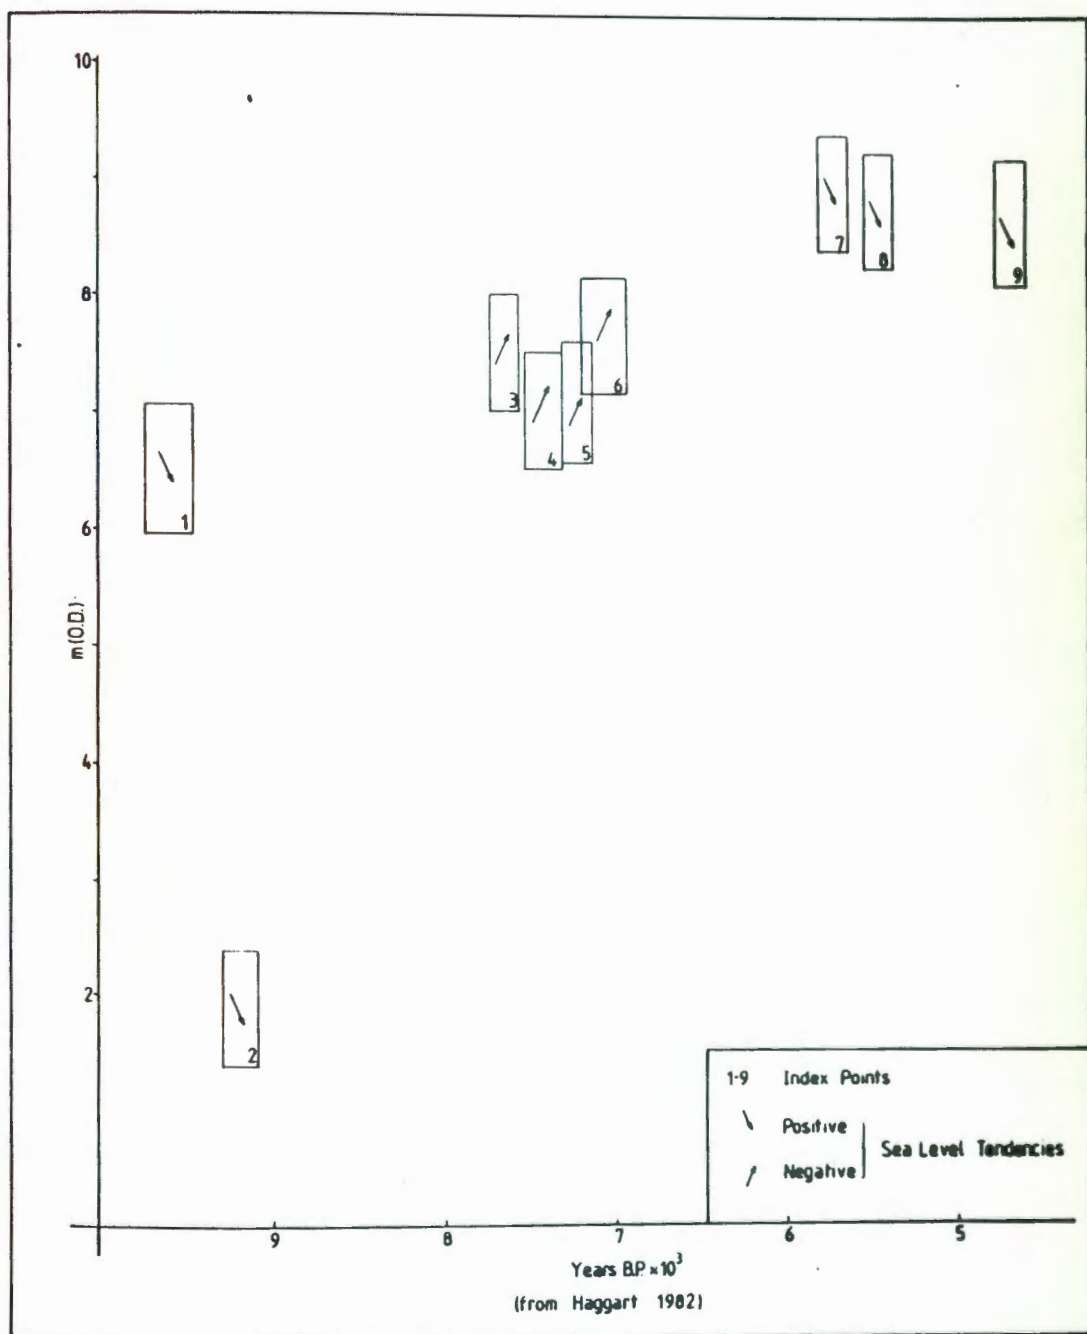 10
8
6
4
2
m (O.D.)
1
2
3
4
5
6
7
8
9
1-9 Index Points
Positive
Negative
Sea Level Tendencies
9 8 7 6 5
Years B.P. ×10³
(from Haggart 1982)